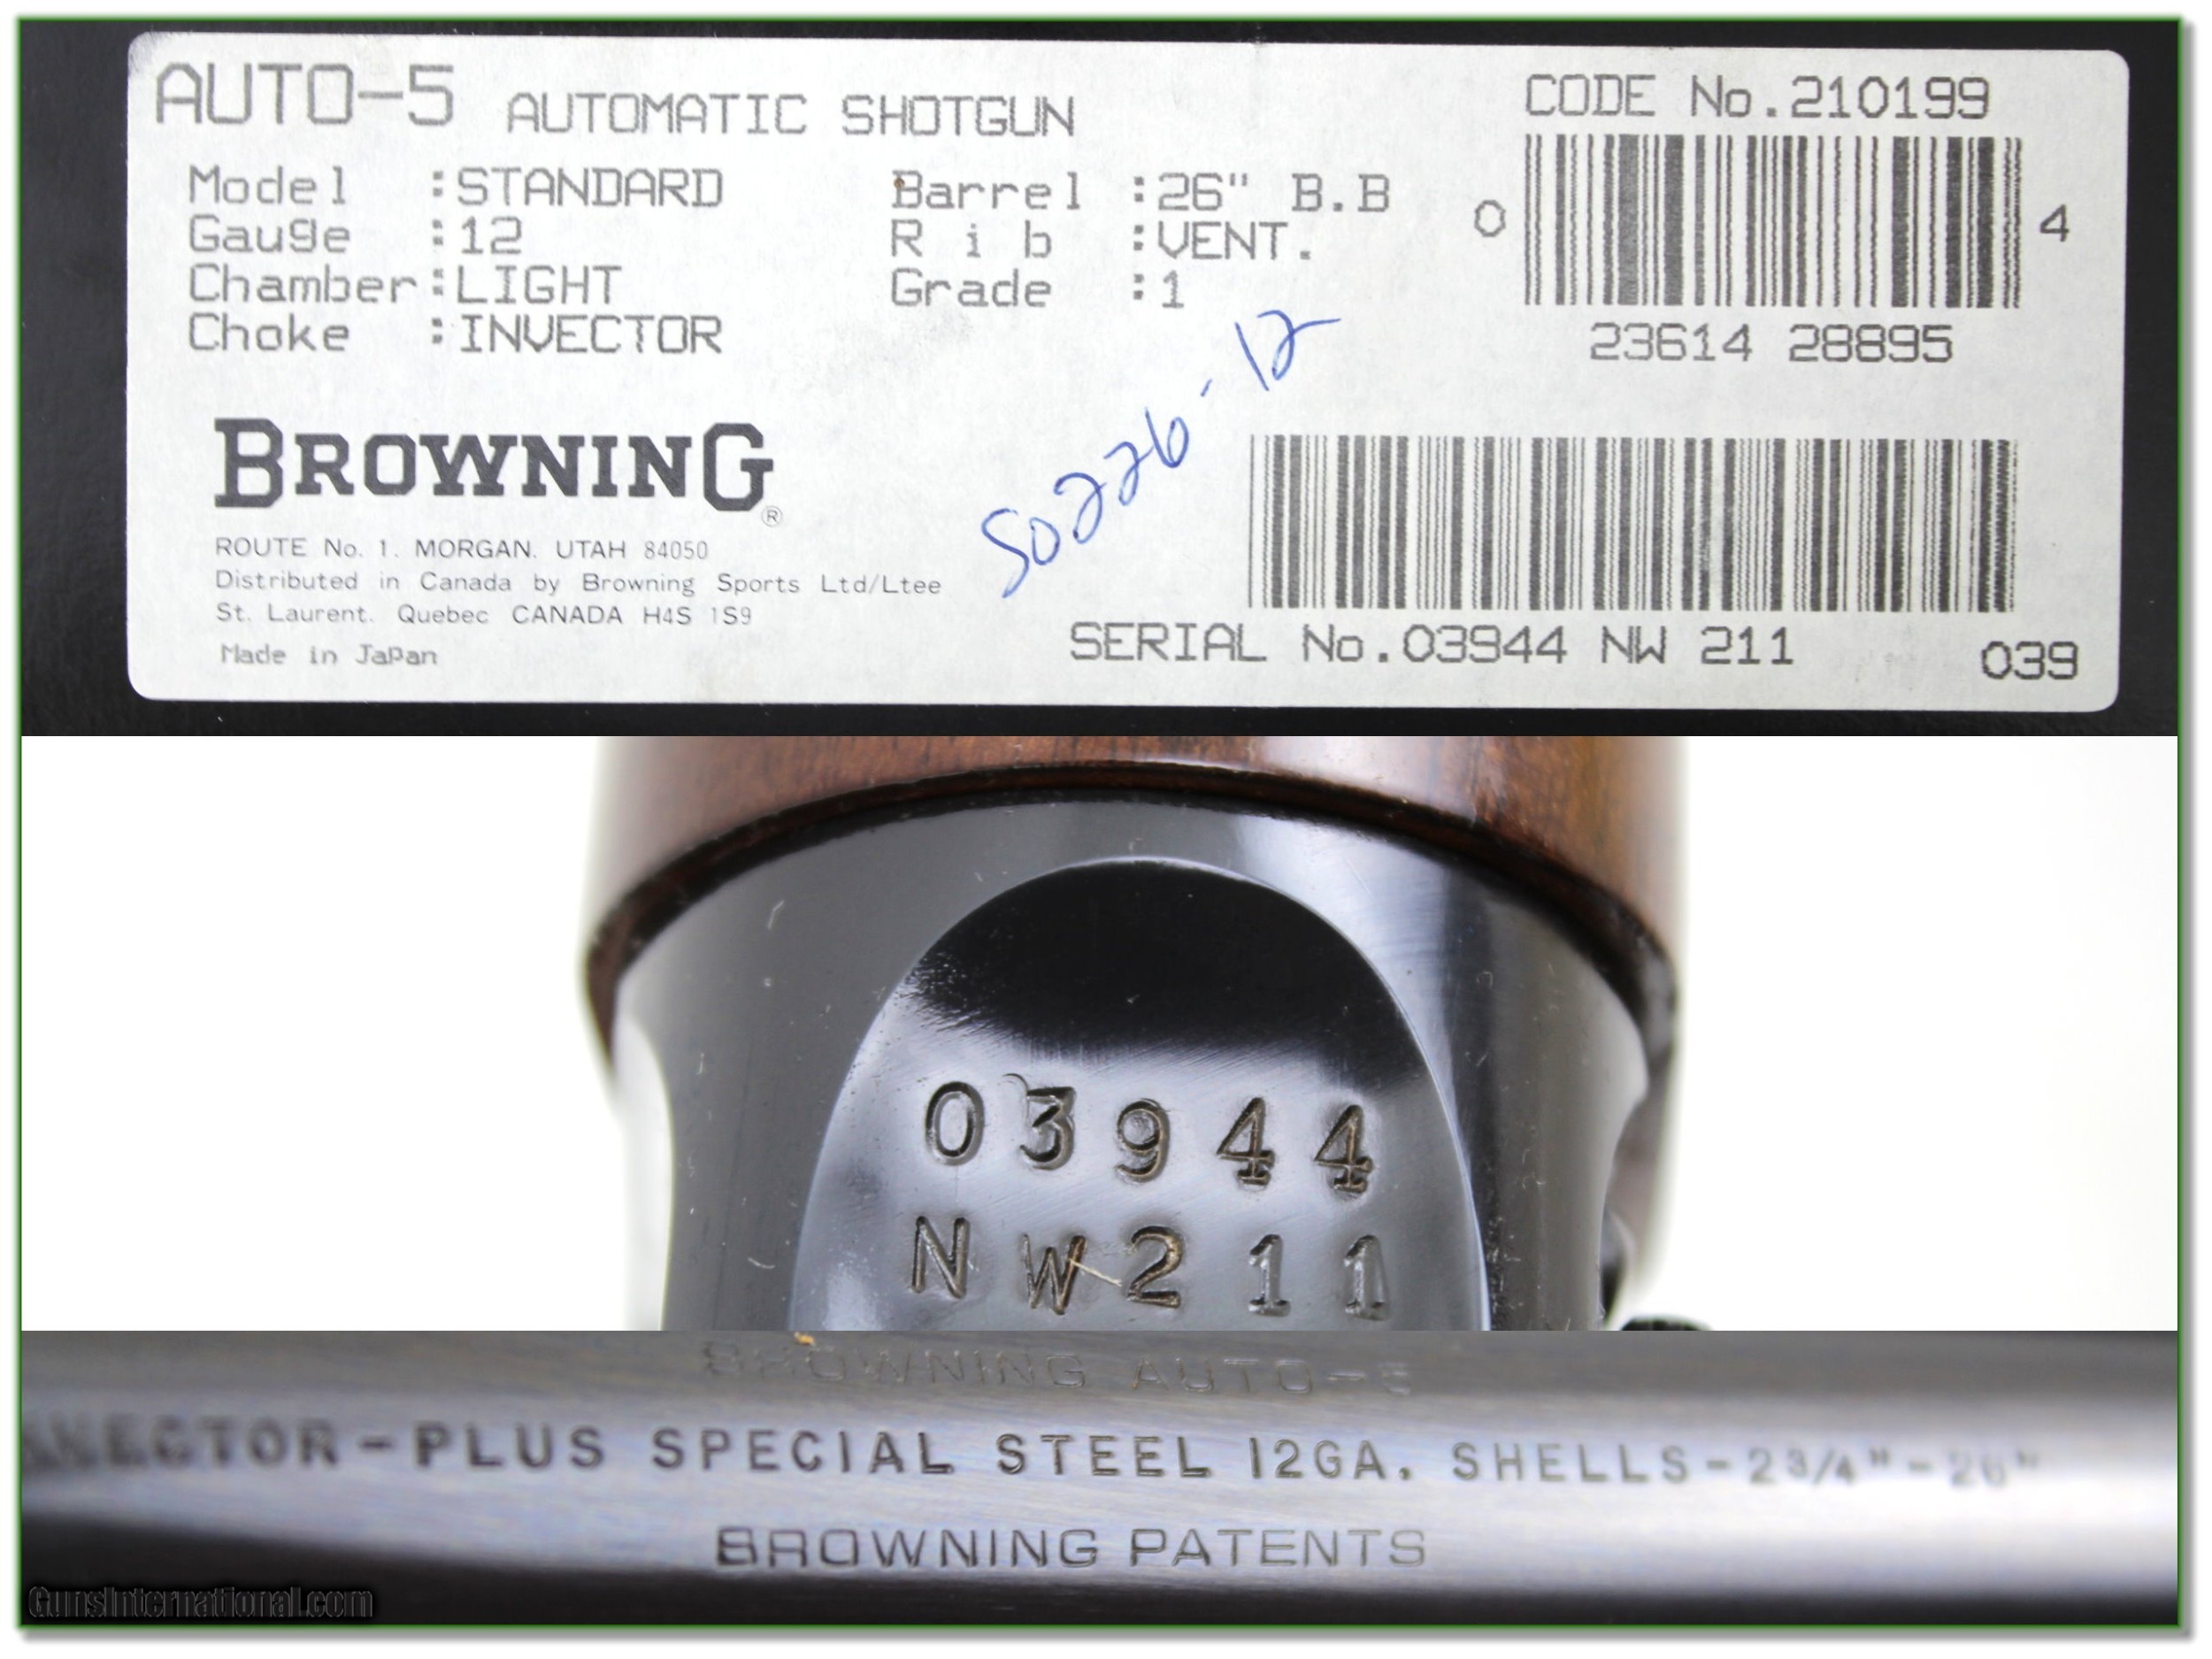 AUTO-5 AUTOMATIC SHOTGUN
Model :STANDARD
Gauge :12
Chamber:LIGHT
Choke :INVECTOR
Barrel :26" B.B
Rib :VENT.
Grade :1
CODE No.210199
0 4
23614 28895
BROWNING®
ROUTE No. 1. MORGAN. UTAH 84050
Distributed in Canada by Browning Sports Ltd/Ltee
St. Laurent. Quebec CANADA H4S 1S9
Made in Japan
50226-12
SERIAL No.03944 NW 211
039
03944
NW211
BROWNING AUTO-5
-PLUS SPECIAL STEEL 12GA. SHELLS-2 3/4"-26"
BROWNING PATENTS
GunsInternational.com